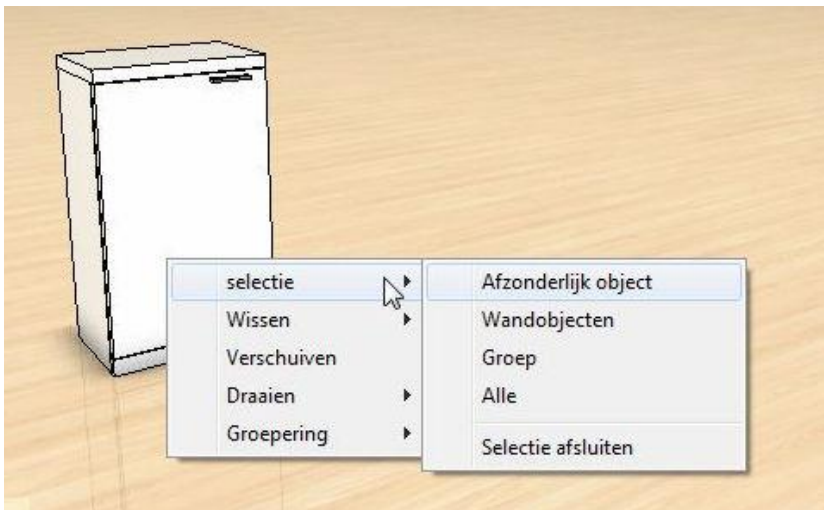 selectie
Wissen
Verschuiven
Draaien
Groepering
Afzonderlijk object
Wandobjecten
Groep
Alle
Selectie afsluiten